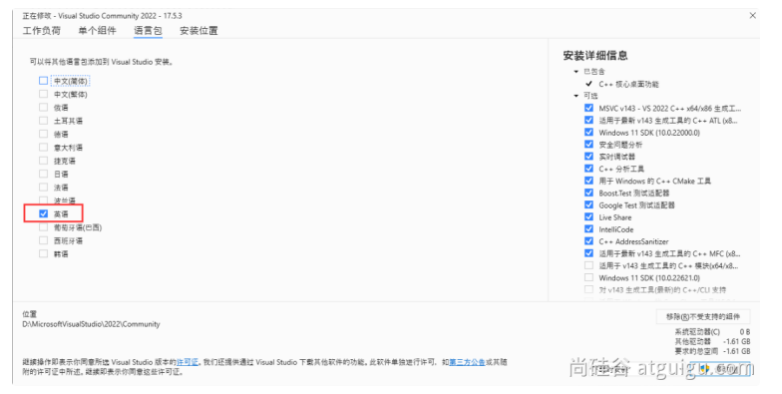 正在修改 - Visual Studio Community 2022 - 17.5.3
工作负荷 单个组件 语言包 安装位置
可以将其他语言包添加到 Visual Studio 安装。
中文(简体)
中文(繁体)
俄语
土耳其语
德语
意大利语
捷克语
日语
法语
波兰语
英语
葡萄牙语(巴西)
西班牙语
韩语
安装详细信息
已包含
C++ 核心桌面功能
可选
MSVC v143 - VS 2022 C++ x64/x86 生成工...
适用于最新 v143 生成工具的 C++ ATL (x8...
Windows 11 SDK (10.0.22000.0)
安全问题分析
实时调试器
C++ 分析工具
用于 Windows 的 C++ CMake 工具
Boost.Test 测试适配器
Google Test 测试适配器
Live Share
IntelliCode
C++ AddressSanitizer
适用于最新 v143 生成工具的 C++ MFC (x8...
适用于 v143 生成工具的 C++ 模块(x64/x8...
Windows 11 SDK (10.0.22621.0)
对 v143 生成工具(最新)的 C++/CLI 支持
位置
D:\MicrosoftVisualStudio\2022\Community
移除(R)不受支持的组件
系统驱动器(C) 0 B
其他驱动器 -1.61 GB
要求的总空间 -1.61 GB
继续操作即表示你同意所选 Visual Studio 版本的许可证。我们还提供通过 Visual Studio 下载其他软件的功能。此软件单独进行许可，如第三方公告或其随
附的许可证中所述。继续即表示你同意这些许可证。
尚硅谷 atguigu.com